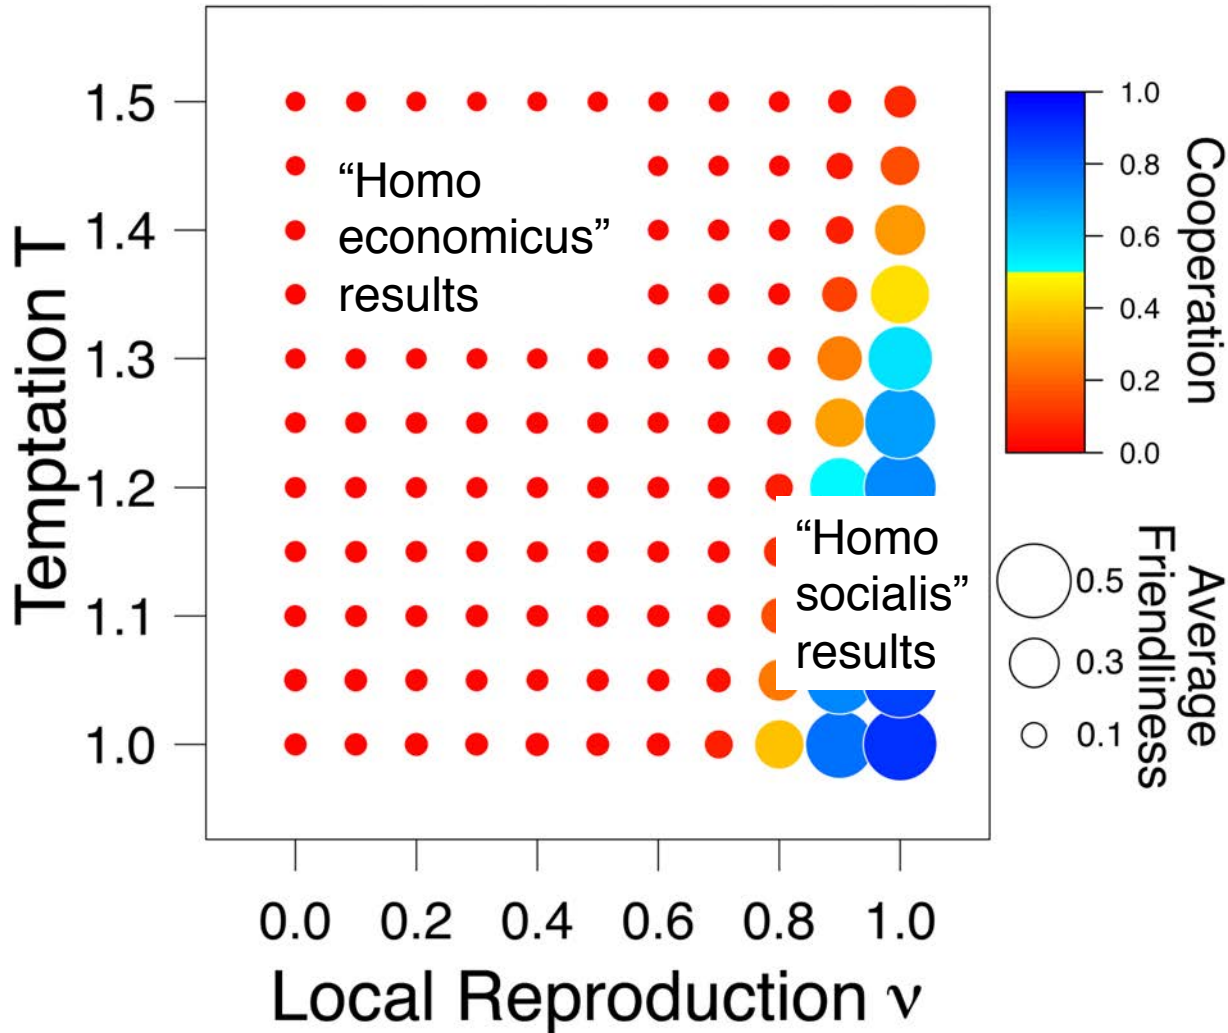 1.5
1.4
1.3
1.2
1.1
1.0
Temptation T
“Homo
economicus”
results
“Homo
socialis”
results
0.0 0.2 0.4 0.6 0.8 1.0
Local Reproduction ν
1.0
0.8
0.6
0.4
0.2
0.0
Cooperation
0.5
0.3
0.1
Average
Friendliness